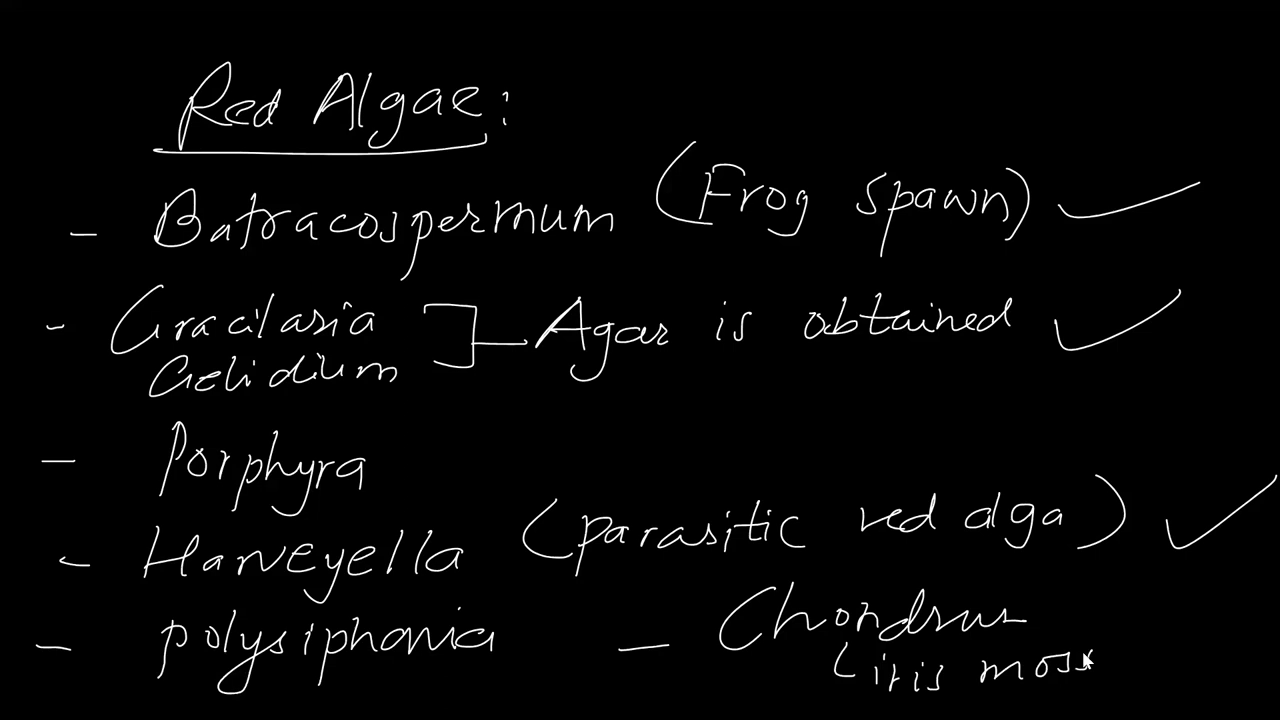 Red Algae:
- Batracospermum (Frog spawn)
- Gracilaria
Gelidium ]- Agar is obtained
- Porphyra
- Harveyella (parasitic red alga)
- polysiphonia - Chondrus
(iris moss